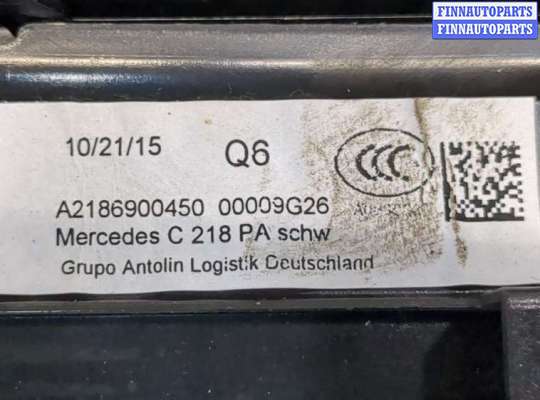 FINNAUTOPARTS
FINNAUTOPARTS
10/21/15 Q6
CCC
A2186900450 00009G26
Mercedes C 218 PA schw
Grupo Antolin Logistik Deutschland